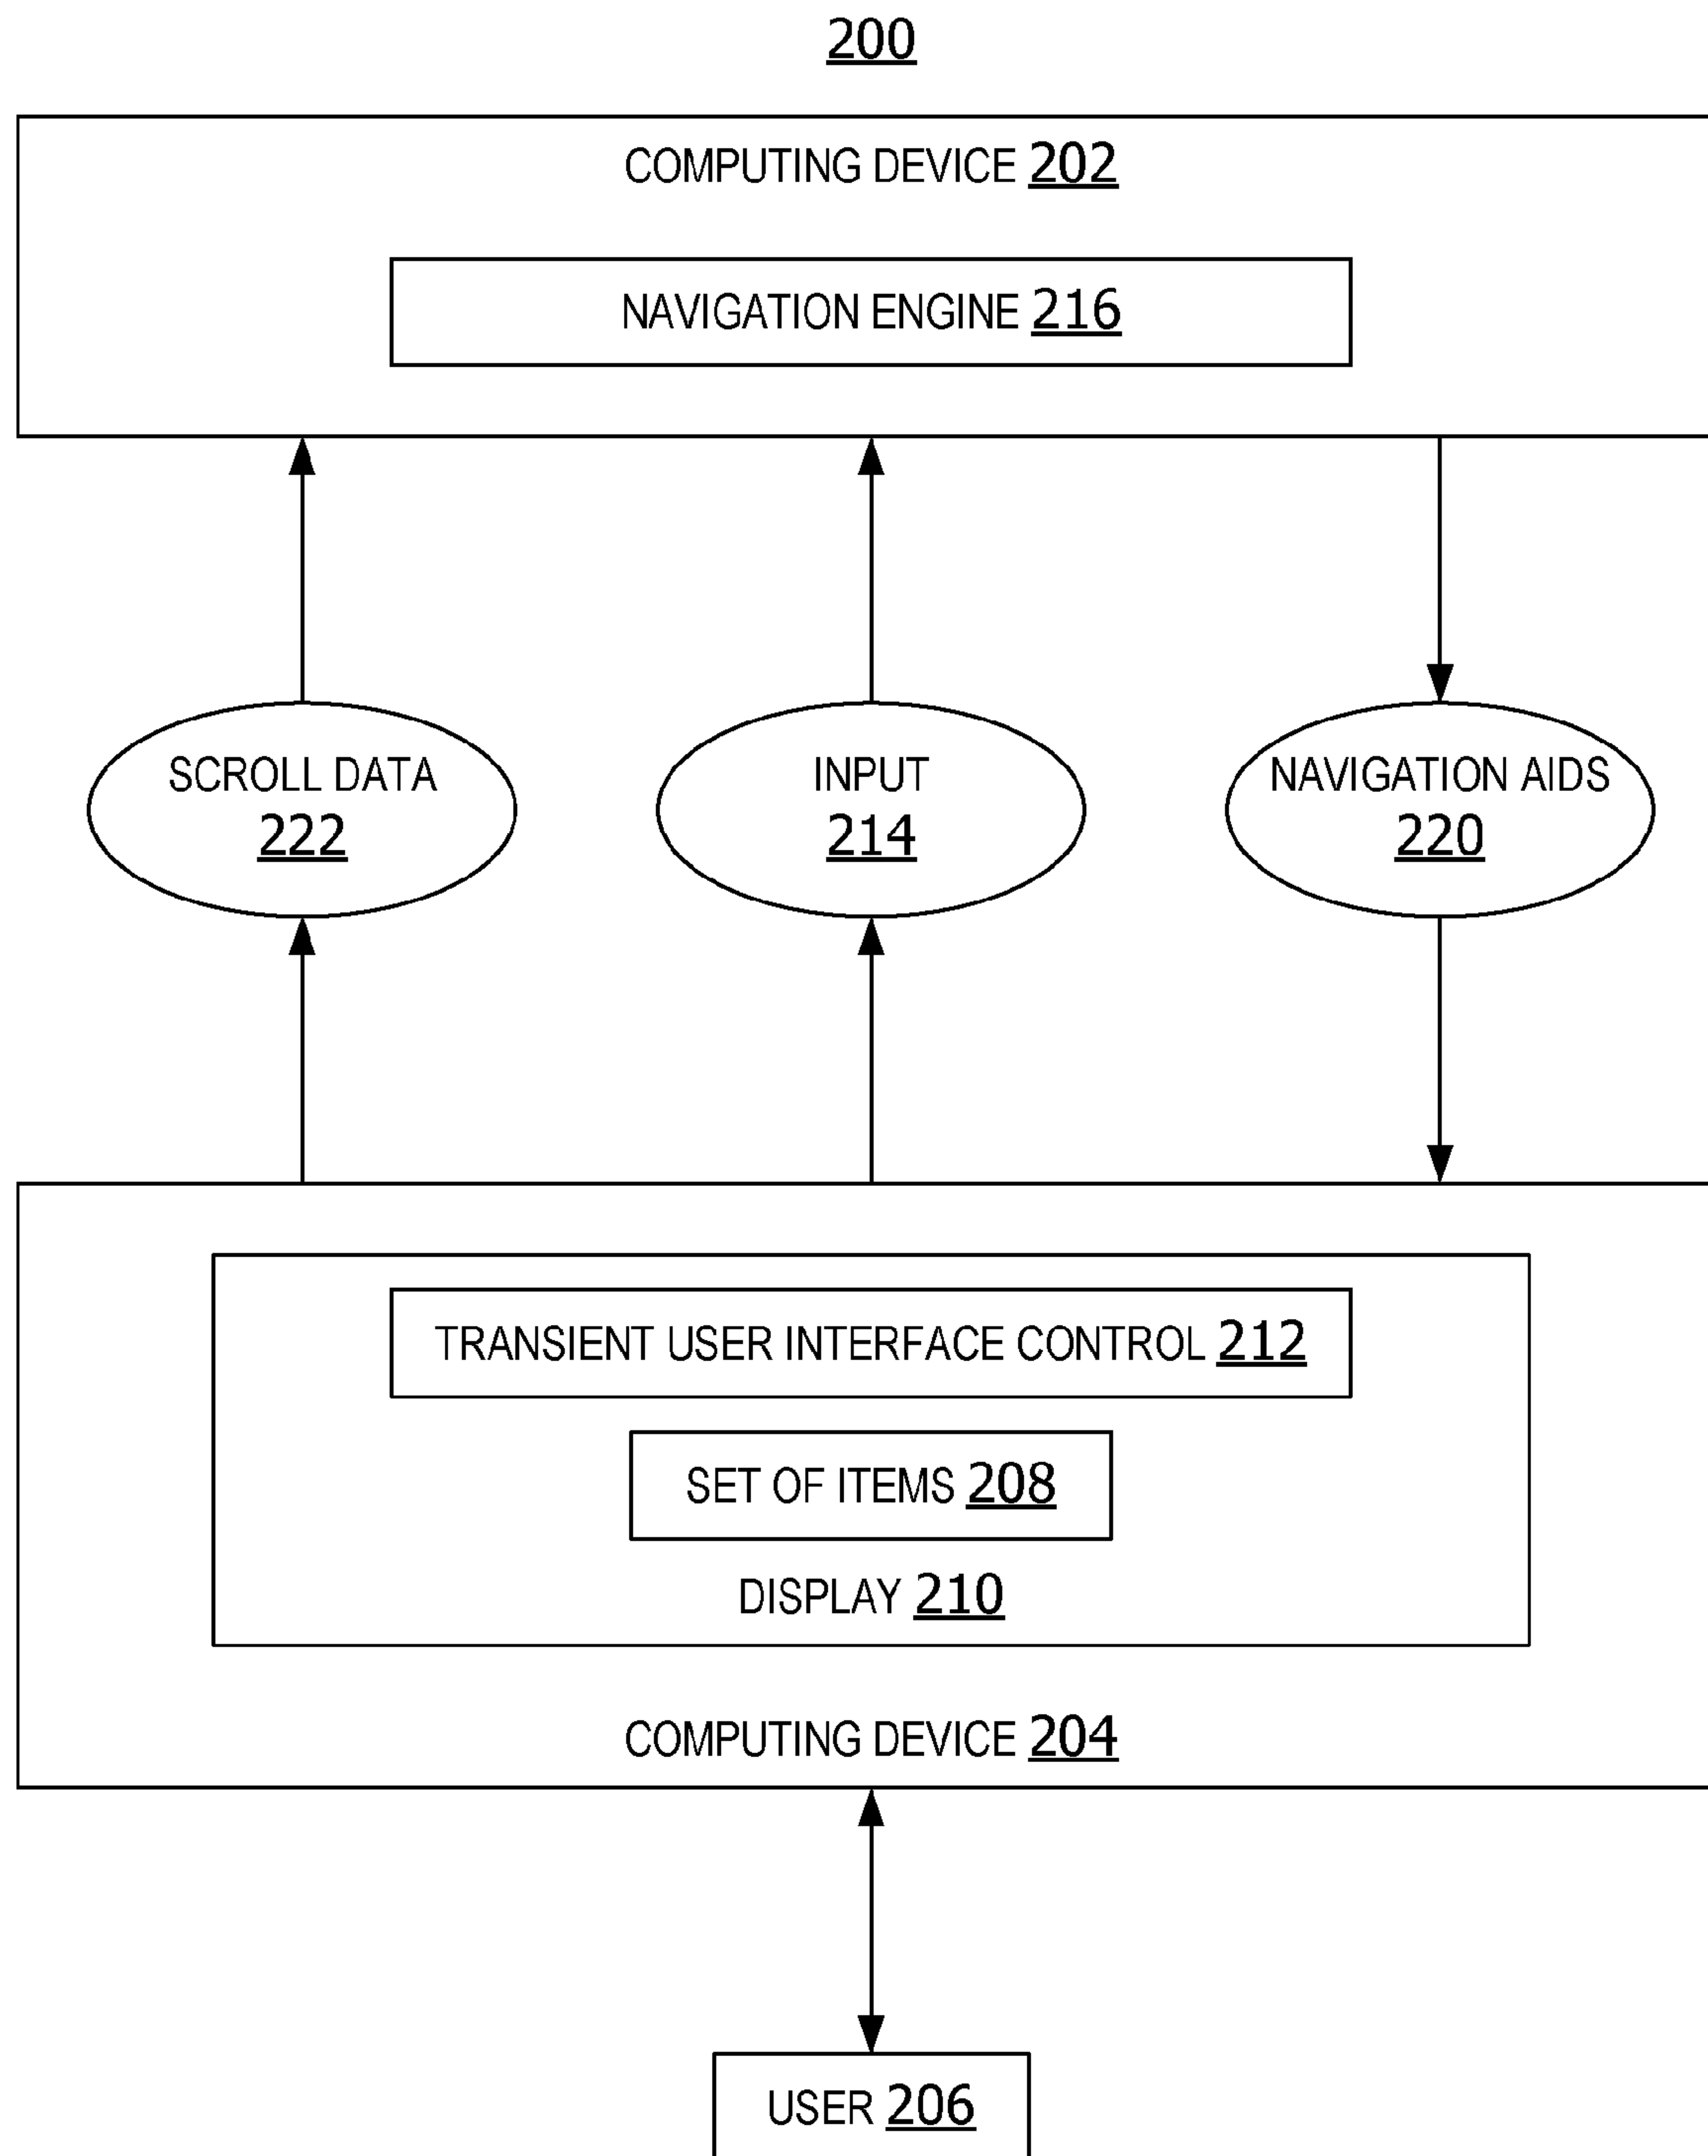 200
COMPUTING DEVICE 202
NAVIGATION ENGINE 216
SCROLL DATA
222
INPUT
214
NAVIGATION AIDS
220
TRANSIENT USER INTERFACE CONTROL 212
SET OF ITEMS 208
DISPLAY 210
COMPUTING DEVICE 204
USER 206